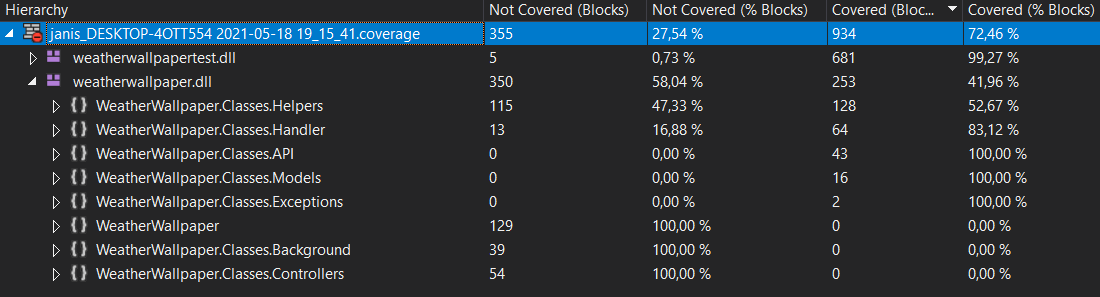 Hierarchy Not Covered (Blocks) Not Covered (% Blocks) Covered (Bloc... Covered (% Blocks)
janis_DESKTOP-4OTT554 2021-05-18 19_15_41.coverage 355 27,54 % 934 72,46 %
weatherwallpapertest.dll 5 0,73 % 681 99,27 %
weatherwallpaper.dll 350 58,04 % 253 41,96 %
{ } WeatherWallpaper.Classes.Helpers 115 47,33 % 128 52,67 %
{ } WeatherWallpaper.Classes.Handler 13 16,88 % 64 83,12 %
{ } WeatherWallpaper.Classes.API 0 0,00 % 43 100,00 %
{ } WeatherWallpaper.Classes.Models 0 0,00 % 16 100,00 %
{ } WeatherWallpaper.Classes.Exceptions 0 0,00 % 2 100,00 %
{ } WeatherWallpaper 129 100,00 % 0 0,00 %
{ } WeatherWallpaper.Classes.Background 39 100,00 % 0 0,00 %
{ } WeatherWallpaper.Classes.Controllers 54 100,00 % 0 0,00 %